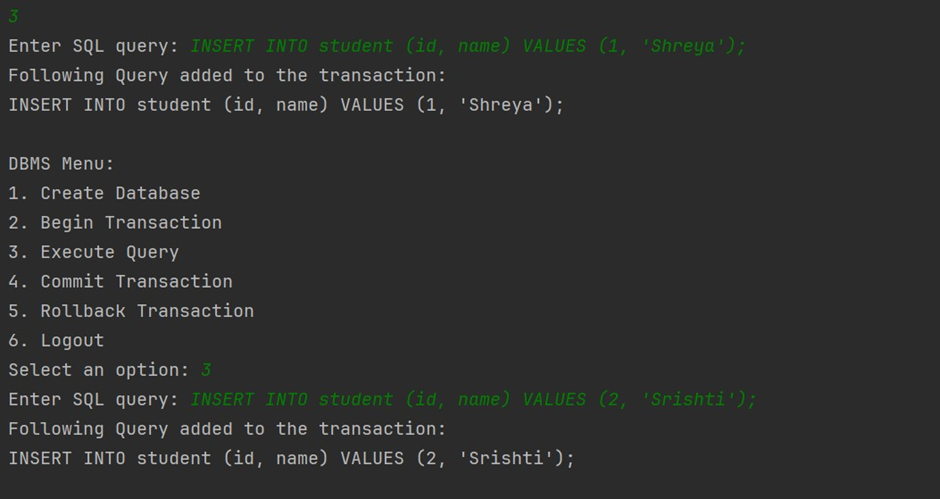 3
Enter SQL query: INSERT INTO student (id, name) VALUES (1, 'Shreya');
Following Query added to the transaction:
INSERT INTO student (id, name) VALUES (1, 'Shreya');
DBMS Menu:
1. Create Database
2. Begin Transaction
3. Execute Query
4. Commit Transaction
5. Rollback Transaction
6. Logout
Select an option: 3
Enter SQL query: INSERT INTO student (id, name) VALUES (2, 'Srishti');
Following Query added to the transaction:
INSERT INTO student (id, name) VALUES (2, 'Srishti');